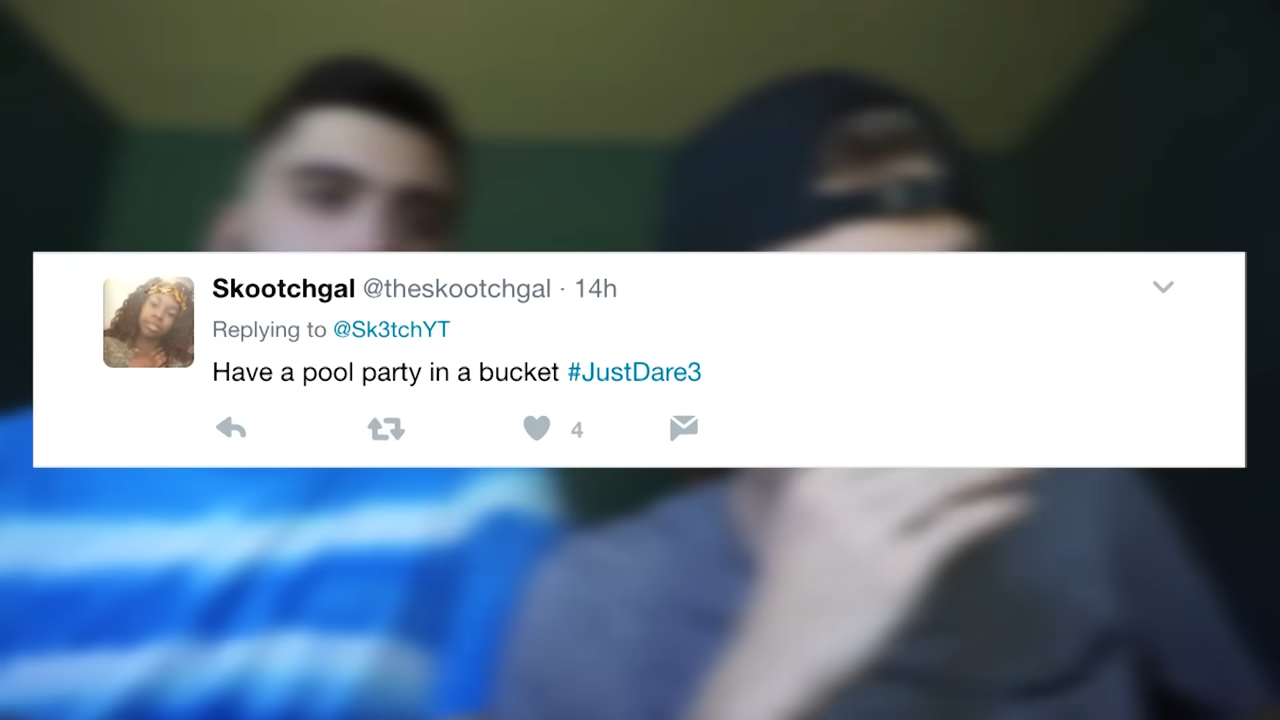 Skootchgal @theskootchgal · 14h
Replying to @Sk3tchYT
Have a pool party in a bucket #JustDare3
4